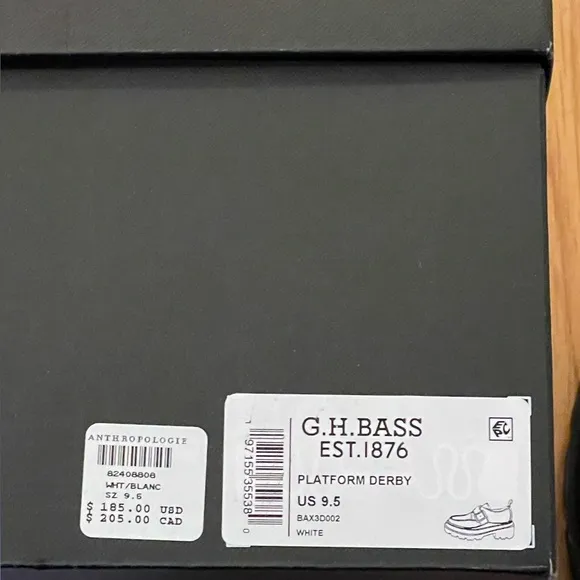 ANTHROPOLOGIE
82408808
WHT/BLANC
SZ 9.5
$ 185.00 USD
$ 205.00 CAD
G.H.BASS
EST.1876
PLATFORM DERBY
US 9.5
BAX3D002
WHITE